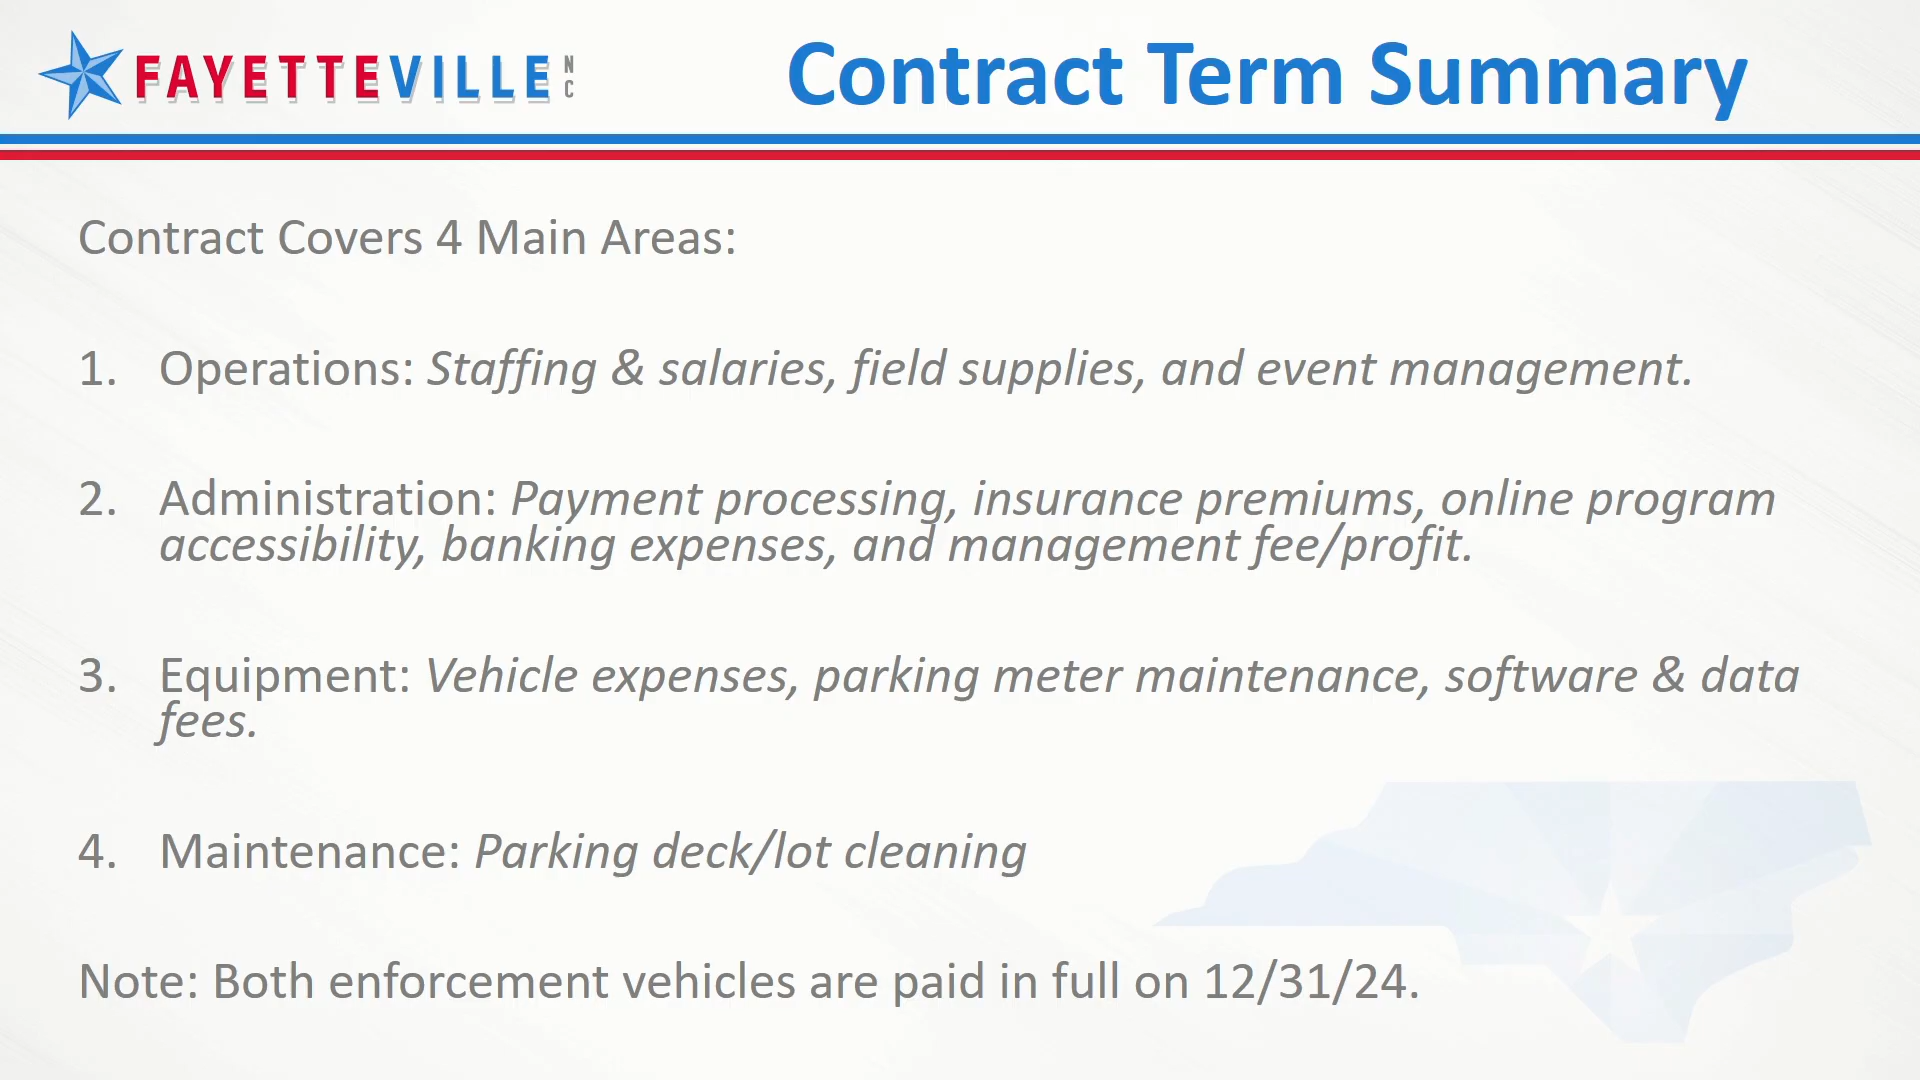 FAYETTEVILLE NC
Contract Term Summary
Contract Covers 4 Main Areas:
1. Operations: Staffing & salaries, field supplies, and event management.
2. Administration: Payment processing, insurance premiums, online program
accessibility, banking expenses, and management fee/profit.
3. Equipment: Vehicle expenses, parking meter maintenance, software & data
fees.
4. Maintenance: Parking deck/lot cleaning
Note: Both enforcement vehicles are paid in full on 12/31/24.